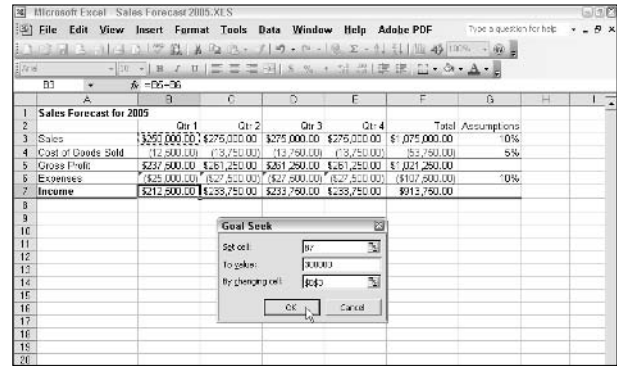 Microsoft Excel - Sales Forecast 2005.XLS
File Edit View Insert Format Tools Data Window Help Adobe PDF Type a question for help
100%
B I U
B3 fx =B5-B6
A B C D E F G H I
1 Sales Forecast for 2005
2 Qtr 1 Qtr 2 Qtr 3 Qtr 4 Total Assumptions
3 Sales $250,000.00 $275,000.00 $275,000.00 $275,000.00 $1,075,000.00 10%
4 Cost of Goods Sold (12,500.00) (13,750.00) (13,750.00) (13,750.00) (53,750.00) 5%
5 Gross Profit $237,500.00 $261,250.00 $261,250.00 $261,250.00 $1,021,250.00
6 Expenses ($25,000.00) ($27,500.00) ($27,500.00) ($27,500.00) ($107,500.00) 10%
7 Income $212,500.00 $233,750.00 $233,750.00 $233,750.00 $913,750.00
8
9
10
11
12
13
14
15
16
17
18
19
20
Goal Seek
Set cell: B7
To value: 300000
By changing cell: $B$3
OK Cancel